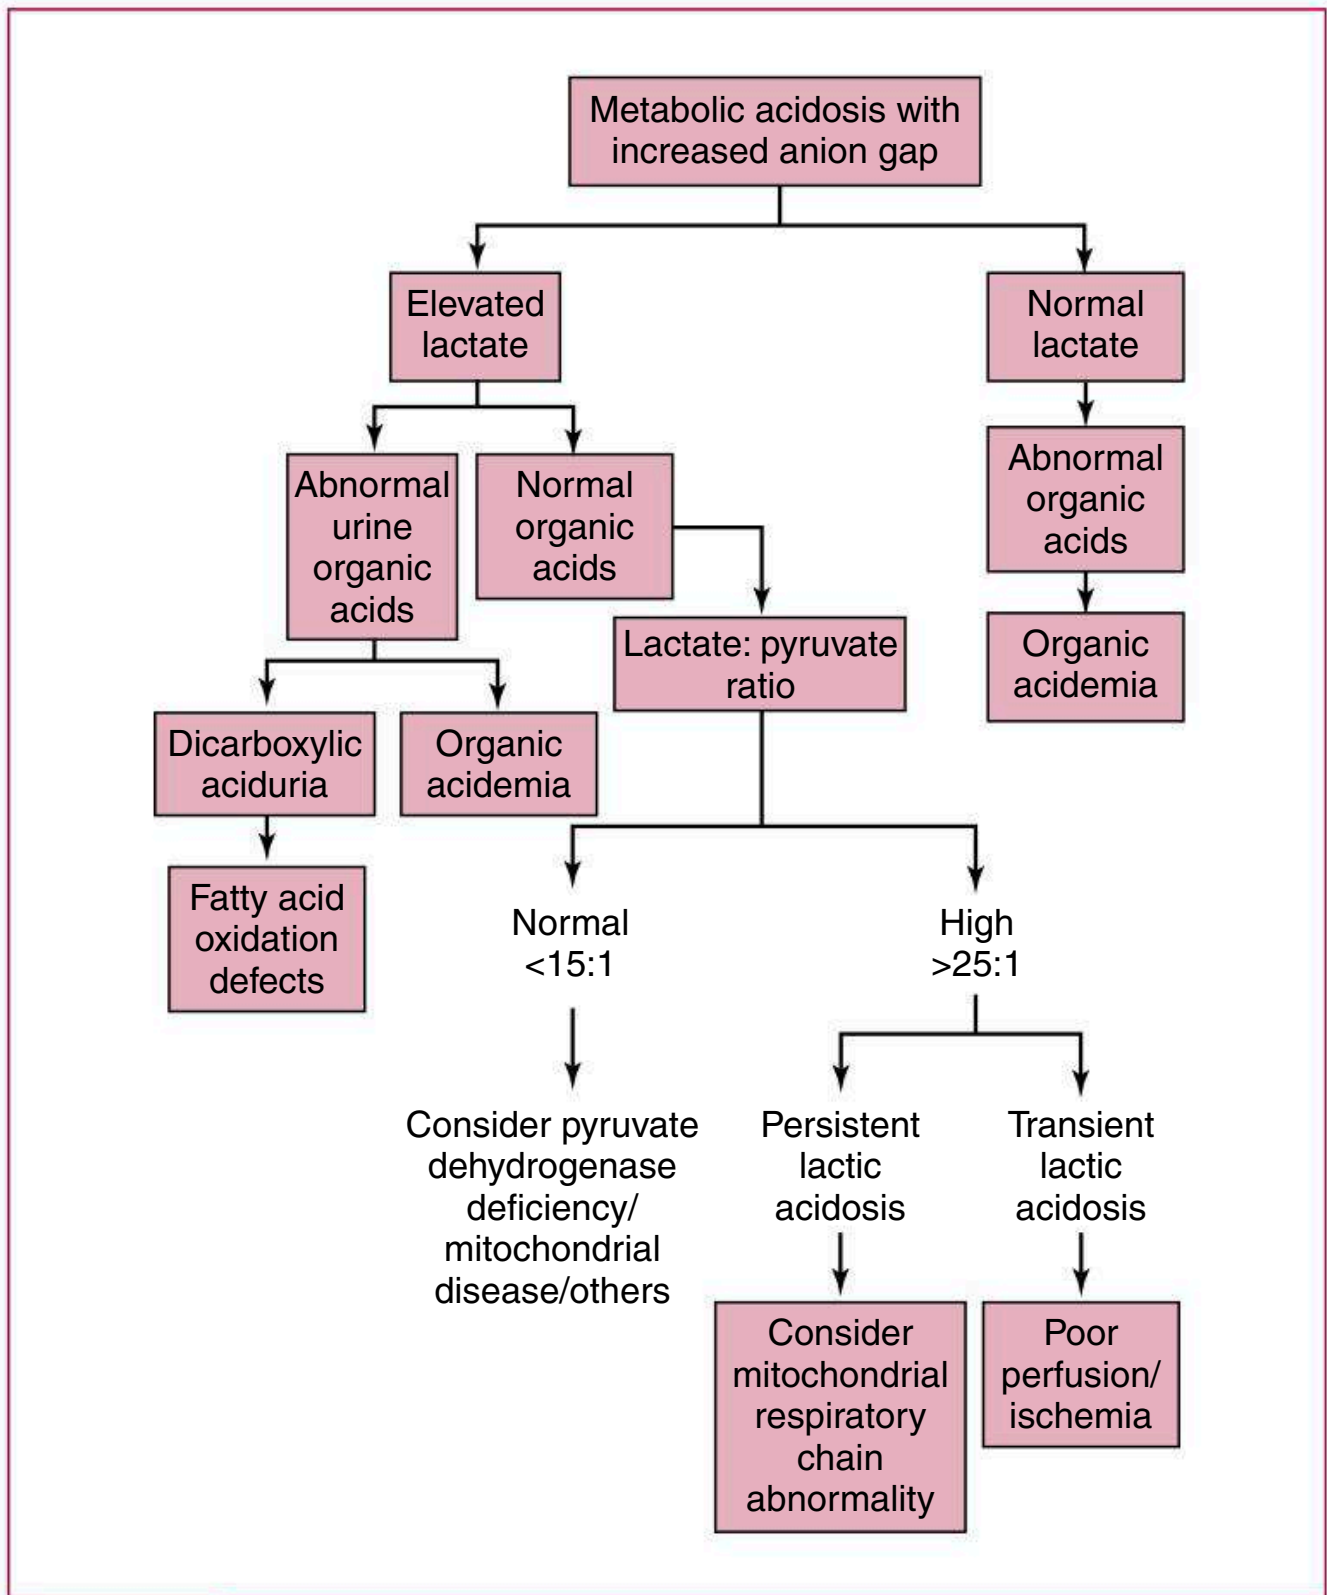 Metabolic acidosis with
increased anion gap
Elevated
lactate
Normal
lactate
Abnormal
urine
organic
acids
Normal
organic
acids
Abnormal
organic
acids
Lactate: pyruvate
ratio
Organic
acidemia
Dicarboxylic
aciduria
Organic
acidemia
Fatty acid
oxidation
defects
Normal
<15:1
High
>25:1
Consider pyruvate
dehydrogenase
deficiency/
mitochondrial
disease/others
Persistent
lactic
acidosis
Transient
lactic
acidosis
Consider
mitochondrial
respiratory
chain
abnormality
Poor
perfusion/
ischemia